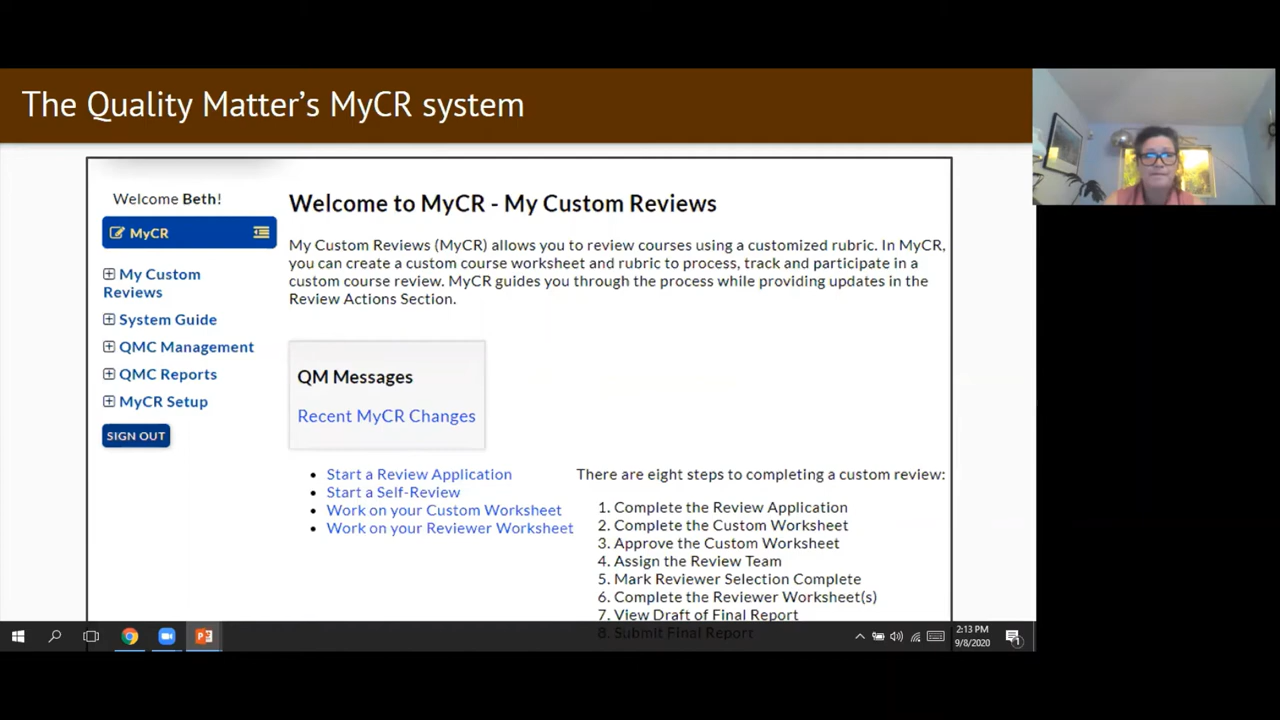 The Quality Matter's MyCR system
Welcome Beth!
MyCR
My Custom
Reviews
System Guide
QMC Management
QMC Reports
MyCR Setup
SIGN OUT
Welcome to MyCR - My Custom Reviews
My Custom Reviews (MyCR) allows you to review courses using a customized rubric. In MyCR,
you can create a custom course worksheet and rubric to process, track and participate in a
custom course review. MyCR guides you through the process while providing updates in the
Review Actions Section.
QM Messages
Recent MyCR Changes
• Start a Review Application
• Start a Self-Review
• Work on your Custom Worksheet
• Work on your Reviewer Worksheet
There are eight steps to completing a custom review:
1. Complete the Review Application
2. Complete the Custom Worksheet
3. Approve the Custom Worksheet
4. Assign the Review Team
5. Mark Reviewer Selection Complete
6. Complete the Reviewer Worksheet(s)
7. View Draft of Final Report
8. Submit Final Report
2:13 PM
9/8/2020
1